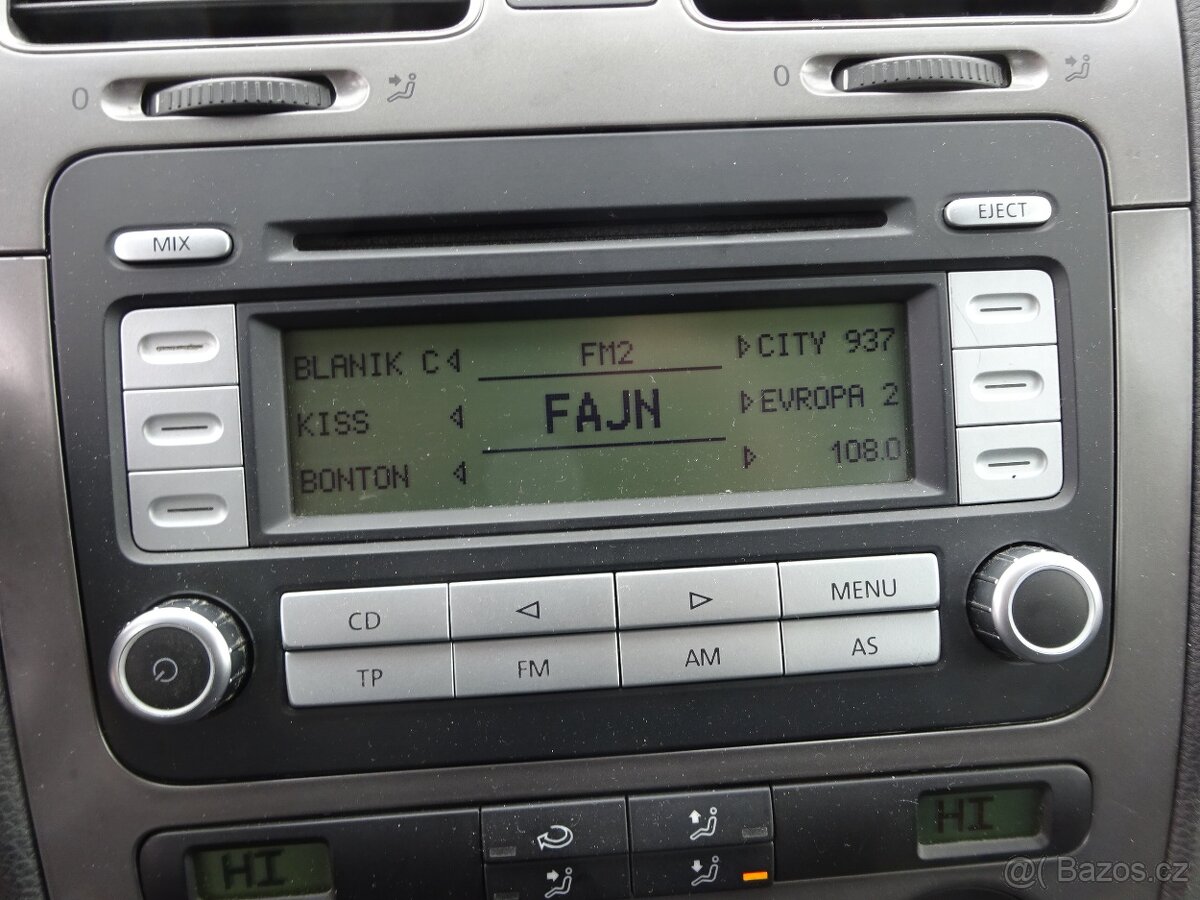 0
0
MIX
EJECT
BLANIK C
FM2
CITY 937
KISS
FAJN
EVROPA 2
BONTON
108.0
CD
MENU
TP
FM
AM
AS
HI
HI
@( Bazos.cz